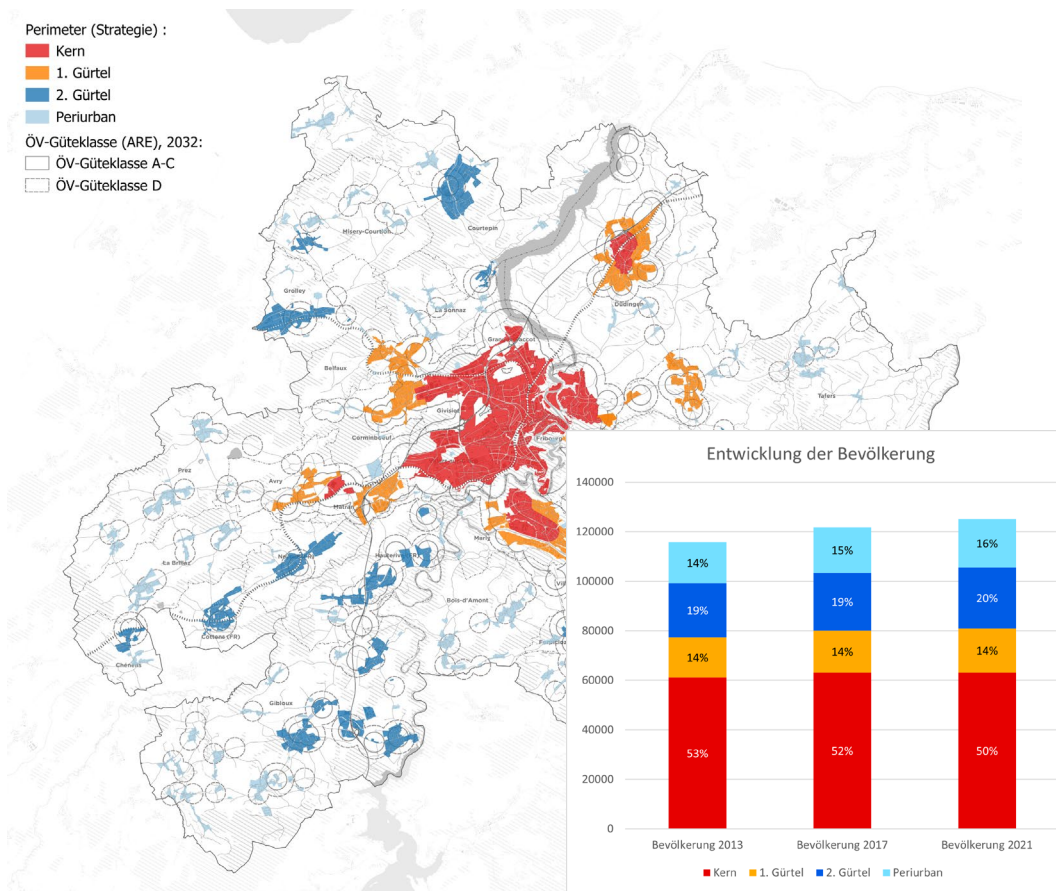 Perimeter (Strategie) :
Kern
1. Gürtel
2. Gürtel
Periurban
ÖV-Güteklasse (ARE), 2032:
ÖV-Güteklasse A-C
ÖV-Güteklasse D
Misery-Courtion
Courtepin
Grolley
La Sonnaz
Düdingen
Belfaux
Givisiez
Tafers
Corminboeuf
Fribourg
Prez
Avry
Matran
Marly
La Brillaz
Hauterive (FR)
Bois-d'Amont
Cottens (FR)
Chénens
Gibloux
Entwicklung der Bevölkerung
140000
120000
100000
80000
60000
40000
20000
0
14%
19%
14%
53%
15%
19%
14%
52%
16%
20%
14%
50%
Bevölkerung 2013
Bevölkerung 2017
Bevölkerung 2021
Kern
1. Gürtel
2. Gürtel
Periurban